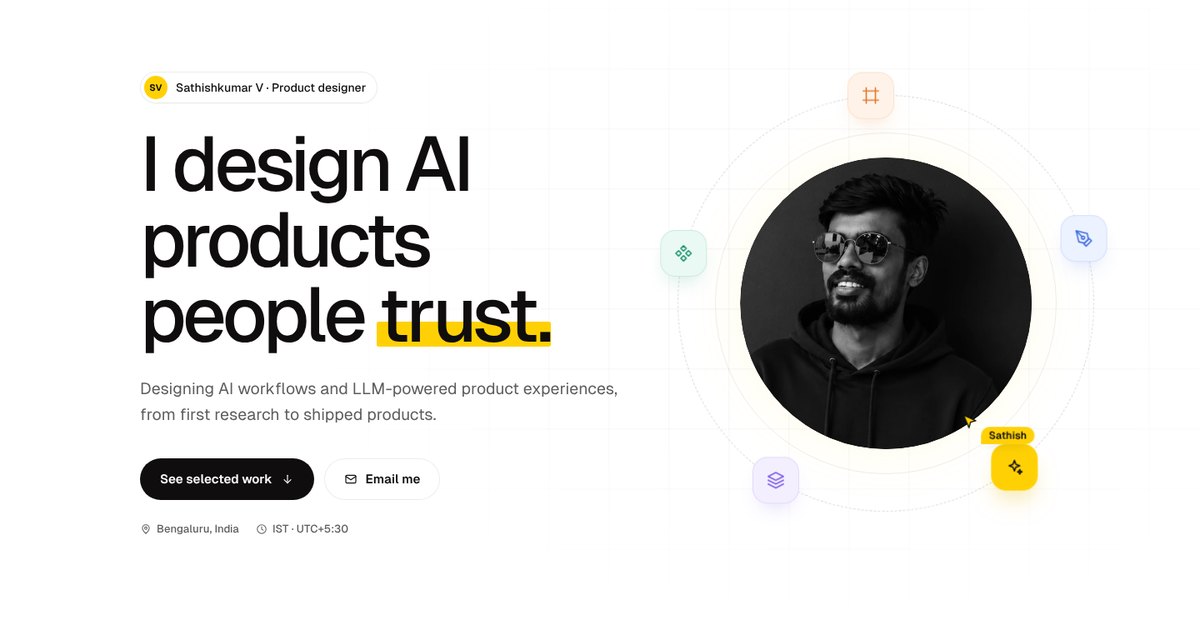 SV
Sathishkumar V · Product designer
I design AI
products
people trust.
Designing AI workflows and LLM-powered product experiences,
from first research to shipped products.
See selected work
Email me
Bengaluru, India
IST · UTC+5:30
Sathish